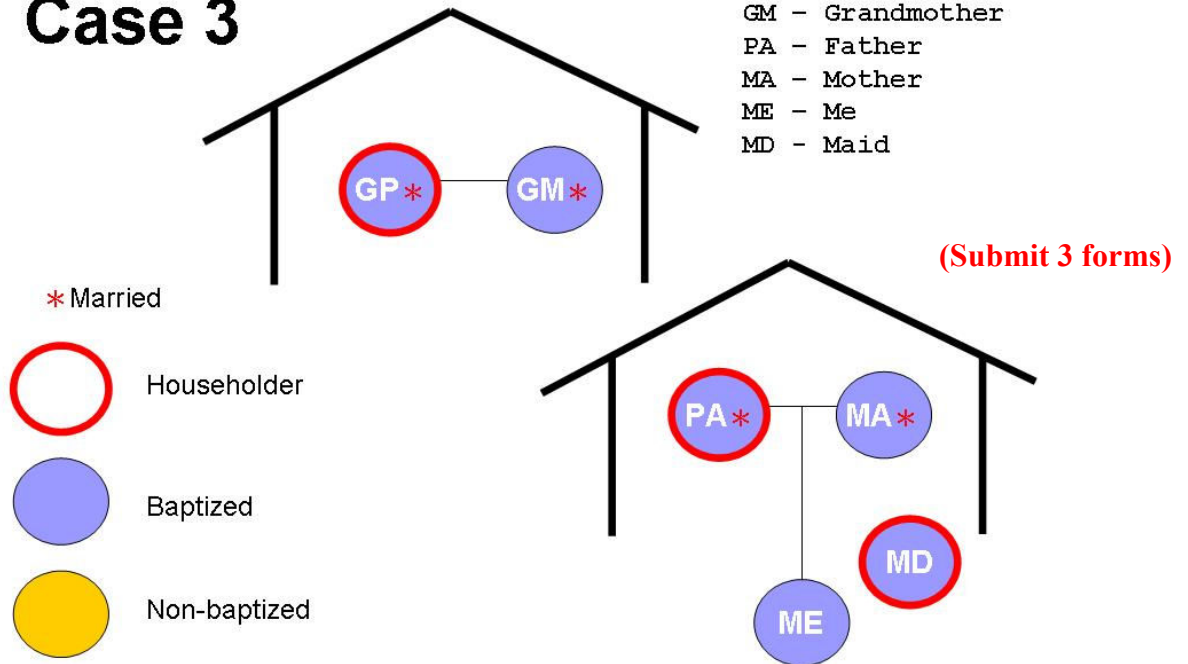 Case 3
GM – Grandmother
PA – Father
MA – Mother
ME – Me
MD – Maid
GP*
GM*
(Submit 3 forms)
* Married
Householder
PA*
MA*
Baptized
MD
Non-baptized
ME